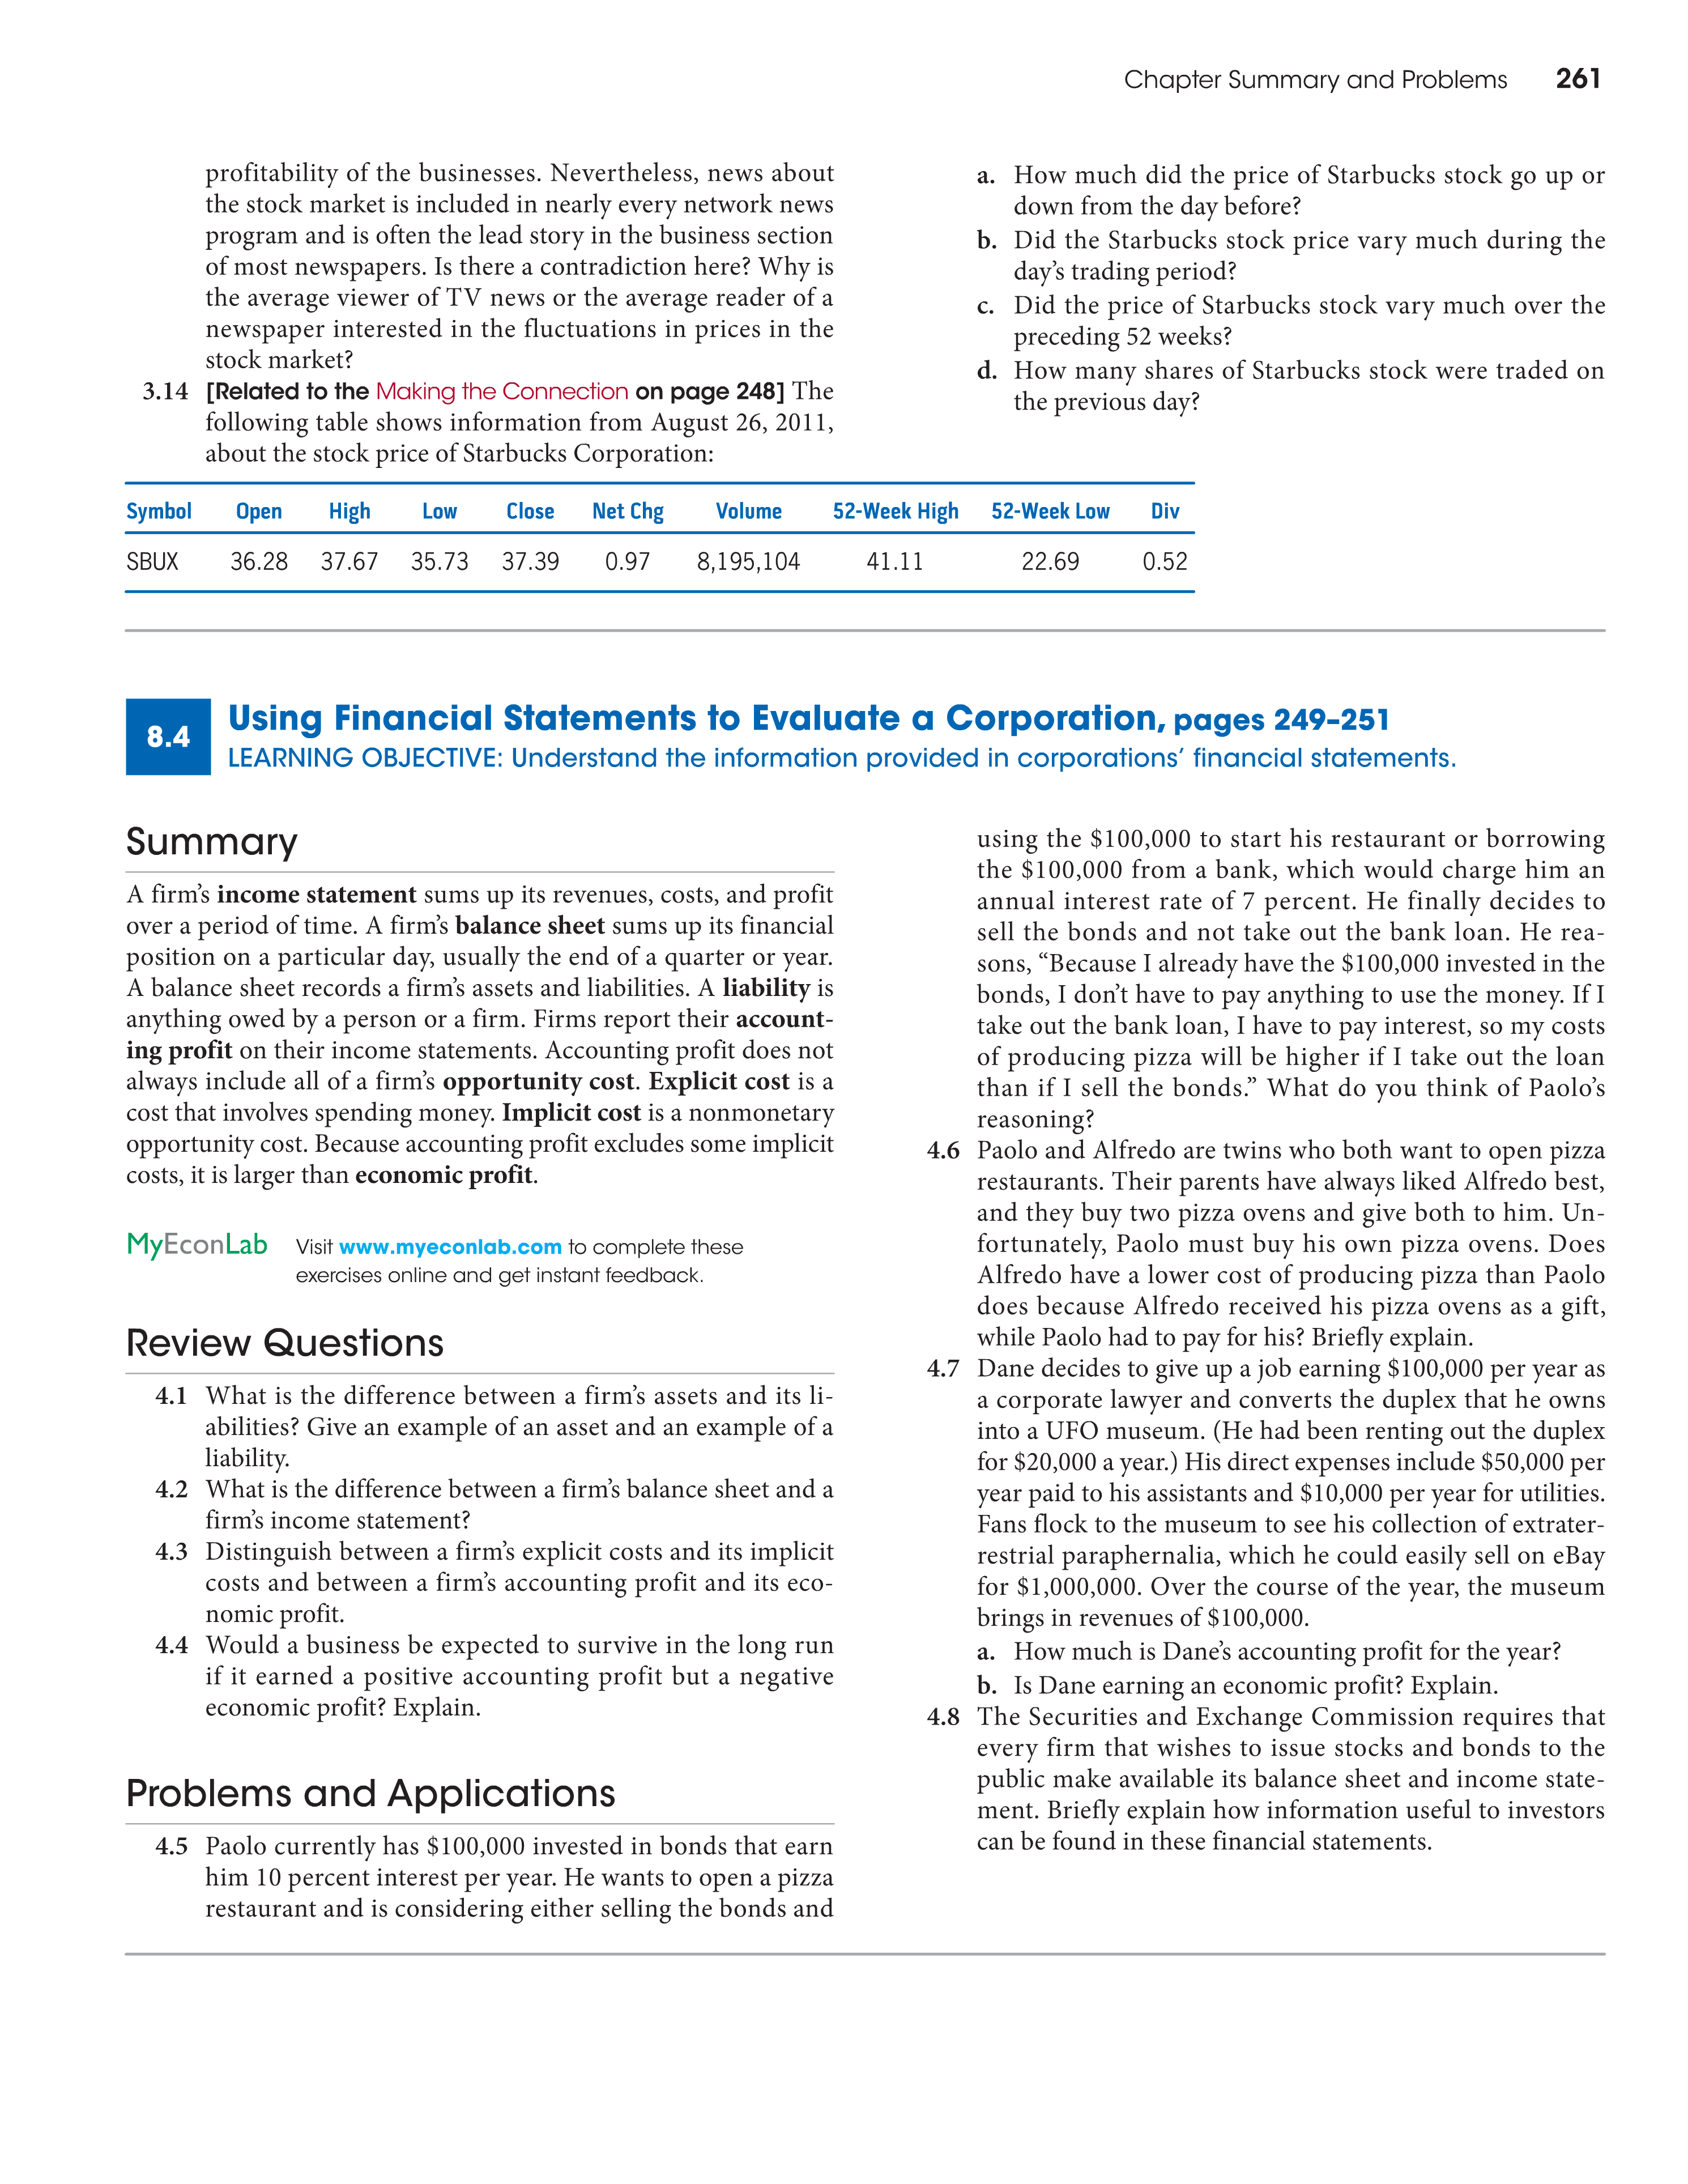 Chapter Summary and Problems 261
profitability of the businesses. Nevertheless, news about
the stock market is included in nearly every network news
program and is often the lead story in the business section
of most newspapers. Is there a contradiction here? Why is
the average viewer of TV news or the average reader of a
newspaper interested in the fluctuations in prices in the
stock market?
3.14 [Related to the Making the Connection on page 248] The
following table shows information from August 26, 2011,
about the stock price of Starbucks Corporation:
a. How much did the price of Starbucks stock go up or
down from the day before?
b. Did the Starbucks stock price vary much during the
day’s trading period?
c. Did the price of Starbucks stock vary much over the
preceding 52 weeks?
d. How many shares of Starbucks stock were traded on
the previous day?
Symbol Open High Low Close Net Chg Volume 52-Week High 52-Week Low Div
SBUX 36.28 37.67 35.73 37.39 0.97 8,195,104 41.11 22.69 0.52
8.4 Using Financial Statements to Evaluate a Corporation, pages 249–251
LEARNING OBJECTIVE: Understand the information provided in corporations’ financial statements.
Summary
A firm’s income statement sums up its revenues, costs, and profit
over a period of time. A firm’s balance sheet sums up its financial
position on a particular day, usually the end of a quarter or year.
A balance sheet records a firm’s assets and liabilities. A liability is
anything owed by a person or a firm. Firms report their account-
ing profit on their income statements. Accounting profit does not
always include all of a firm’s opportunity cost. Explicit cost is a
cost that involves spending money. Implicit cost is a nonmonetary
opportunity cost. Because accounting profit excludes some implicit
costs, it is larger than economic profit.
MyEconLab Visit www.myeconlab.com to complete these
exercises online and get instant feedback.
Review Questions
4.1 What is the difference between a firm’s assets and its li-
abilities? Give an example of an asset and an example of a
liability.
4.2 What is the difference between a firm’s balance sheet and a
firm’s income statement?
4.3 Distinguish between a firm’s explicit costs and its implicit
costs and between a firm’s accounting profit and its eco-
nomic profit.
4.4 Would a business be expected to survive in the long run
if it earned a positive accounting profit but a negative
economic profit? Explain.
Problems and Applications
4.5 Paolo currently has $100,000 invested in bonds that earn
him 10 percent interest per year. He wants to open a pizza
restaurant and is considering either selling the bonds and
using the $100,000 to start his restaurant or borrowing
the $100,000 from a bank, which would charge him an
annual interest rate of 7 percent. He finally decides to
sell the bonds and not take out the bank loan. He rea-
sons, “Because I already have the $100,000 invested in the
bonds, I don’t have to pay anything to use the money. If I
take out the bank loan, I have to pay interest, so my costs
of producing pizza will be higher if I take out the loan
than if I sell the bonds.” What do you think of Paolo’s
reasoning?
4.6 Paolo and Alfredo are twins who both want to open pizza
restaurants. Their parents have always liked Alfredo best,
and they buy two pizza ovens and give both to him. Un-
fortunately, Paolo must buy his own pizza ovens. Does
Alfredo have a lower cost of producing pizza than Paolo
does because Alfredo received his pizza ovens as a gift,
while Paolo had to pay for his? Briefly explain.
4.7 Dane decides to give up a job earning $100,000 per year as
a corporate lawyer and converts the duplex that he owns
into a UFO museum. (He had been renting out the duplex
for $20,000 a year.) His direct expenses include $50,000 per
year paid to his assistants and $10,000 per year for utilities.
Fans flock to the museum to see his collection of extrater-
restrial paraphernalia, which he could easily sell on eBay
for $1,000,000. Over the course of the year, the museum
brings in revenues of $100,000.
a. How much is Dane’s accounting profit for the year?
b. Is Dane earning an economic profit? Explain.
4.8 The Securities and Exchange Commission requires that
every firm that wishes to issue stocks and bonds to the
public make available its balance sheet and income state-
ment. Briefly explain how information useful to investors
can be found in these financial statements.